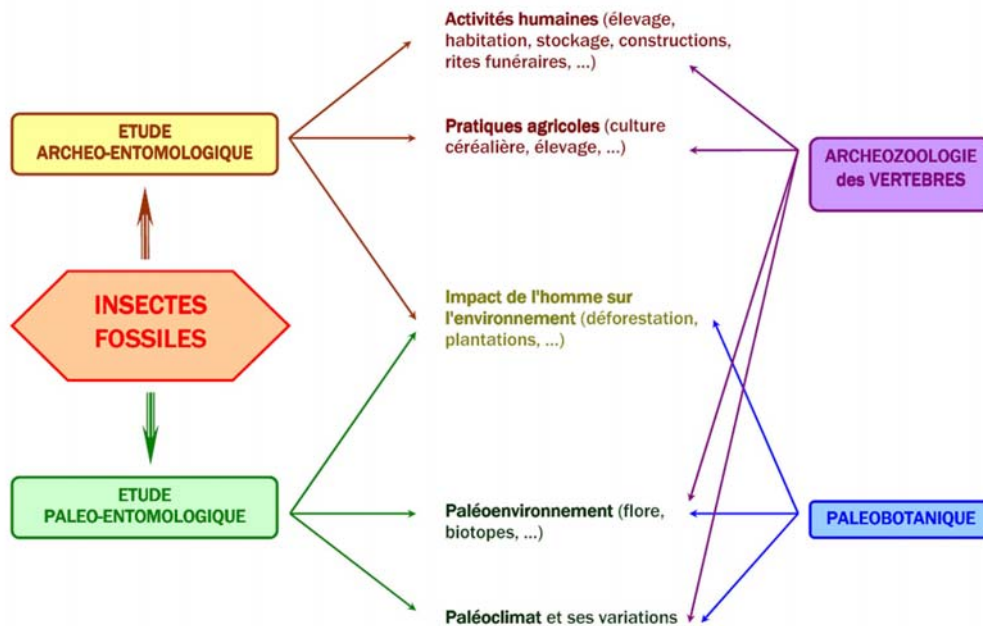 Activités humaines (élevage,
habitation, stockage, constructions,
rites funéraires, ...)
ETUDE
ARCHEO-ENTOMOLOGIQUE
Pratiques agricoles (culture
céréalière, élevage, ...)
ARCHEOZOOLOGIE
des VERTEBRES
INSECTES
FOSSILES
Impact de l'homme sur
l'environnement (déforestation,
plantations, ...)
ETUDE
PALEO-ENTOMOLOGIQUE
Paléoenvironnement (flore,
biotopes, ...)
PALEOBOTANIQUE
Paléoclimat et ses variations